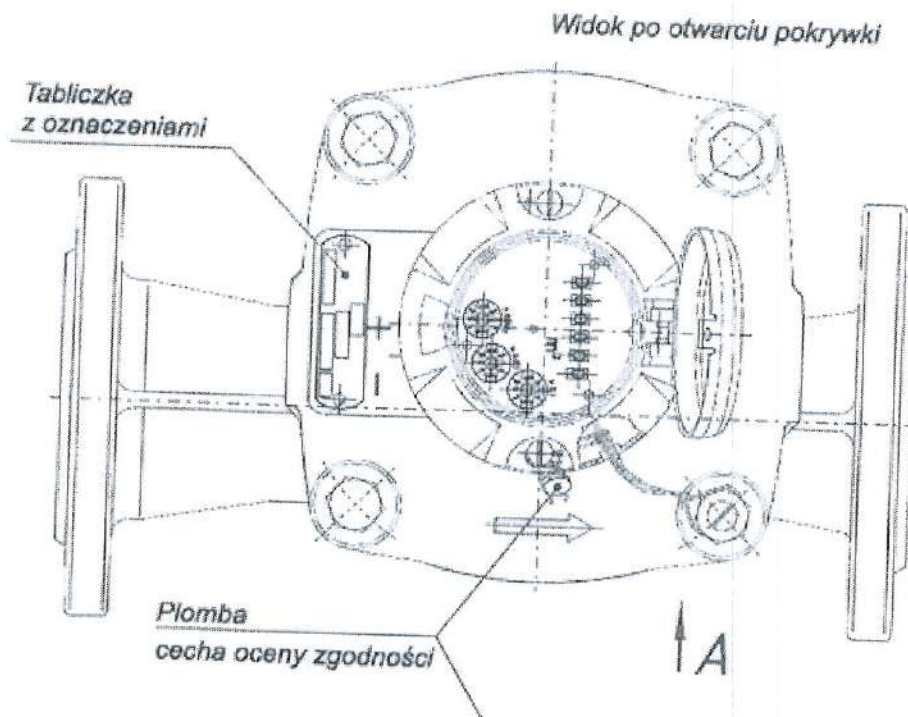 Widok po otwarciu pokrywki
Tabliczka
z oznaczeniami
Plomba
cecha oceny zgodności
A